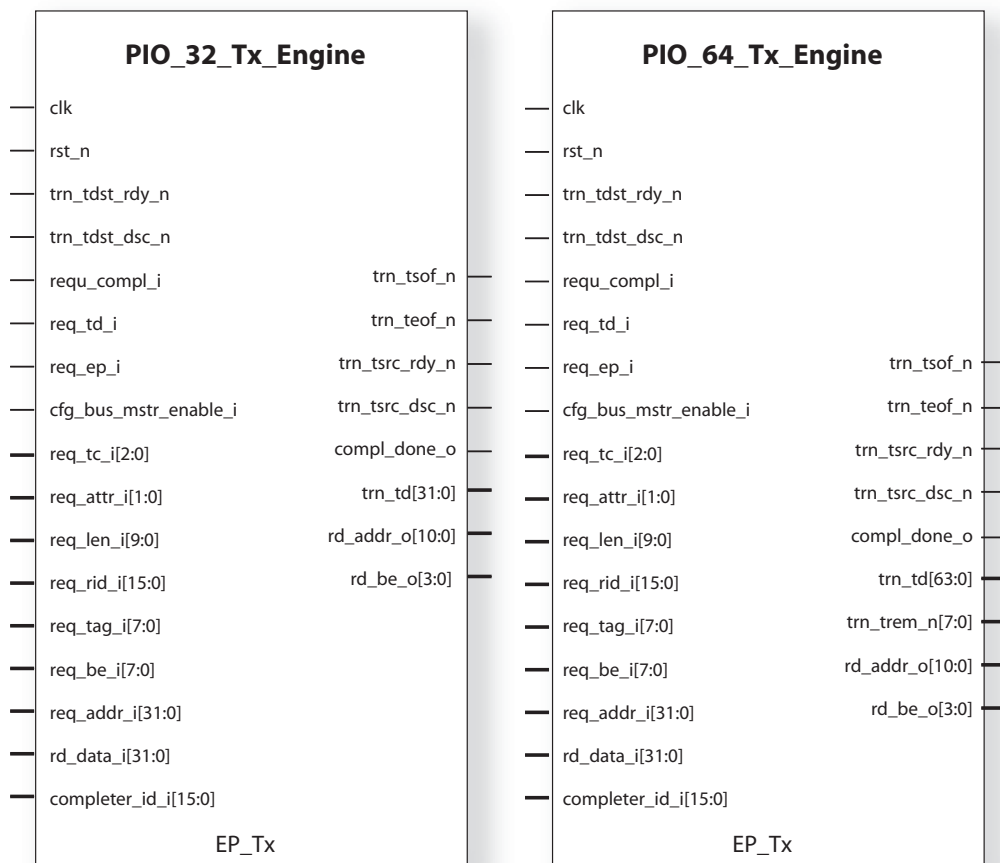 PIO_32_Tx_Engine
clk
rst_n
trn_tdst_rdy_n
trn_tdst_dsc_n
requ_compl_i
req_td_i
req_ep_i
cfg_bus_mstr_enable_i
req_tc_i[2:0]
req_attr_i[1:0]
req_len_i[9:0]
req_rid_i[15:0]
req_tag_i[7:0]
req_be_i[7:0]
req_addr_i[31:0]
rd_data_i[31:0]
completer_id_i[15:0]
trn_tsof_n
trn_teof_n
trn_tsrc_rdy_n
trn_tsrc_dsc_n
compl_done_o
trn_td[31:0]
rd_addr_o[10:0]
rd_be_o[3:0]
EP_Tx
PIO_64_Tx_Engine
clk
rst_n
trn_tdst_rdy_n
trn_tdst_dsc_n
requ_compl_i
req_td_i
req_ep_i
cfg_bus_mstr_enable_i
req_tc_i[2:0]
req_attr_i[1:0]
req_len_i[9:0]
req_rid_i[15:0]
req_tag_i[7:0]
req_be_i[7:0]
req_addr_i[31:0]
rd_data_i[31:0]
completer_id_i[15:0]
trn_tsof_n
trn_teof_n
trn_tsrc_rdy_n
trn_tsrc_dsc_n
compl_done_o
trn_td[63:0]
trn_trem_n[7:0]
rd_addr_o[10:0]
rd_be_o[3:0]
EP_Tx